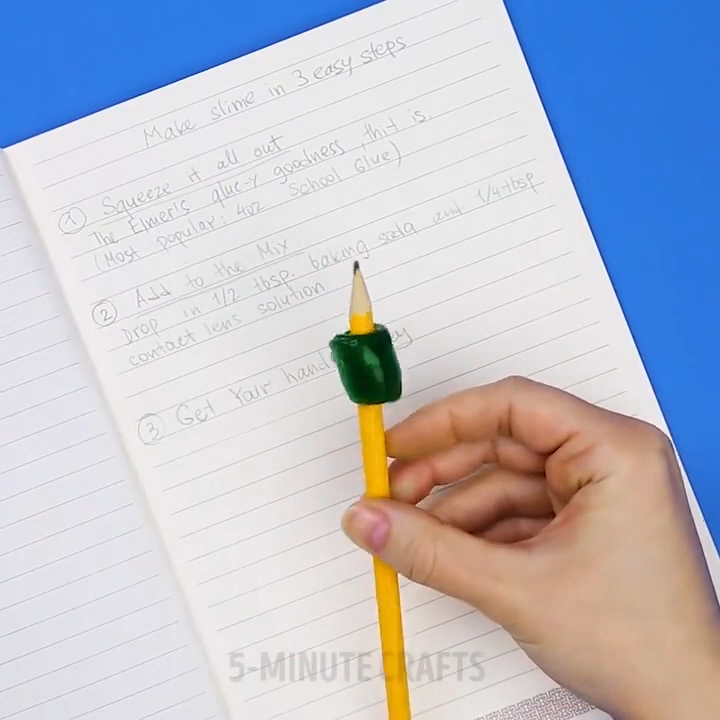 Make slime in 3 easy steps
① Squeeze it all out
The Elmer's glue-y goodness thit is.
(Most popular: 4oz School Glue)
② Add to the Mix
Drop in 1/2 tbsp. baking soda and 1/4 tbsp
contact lens solution
③ Get Your hand
5-MINUTE CRAFTS